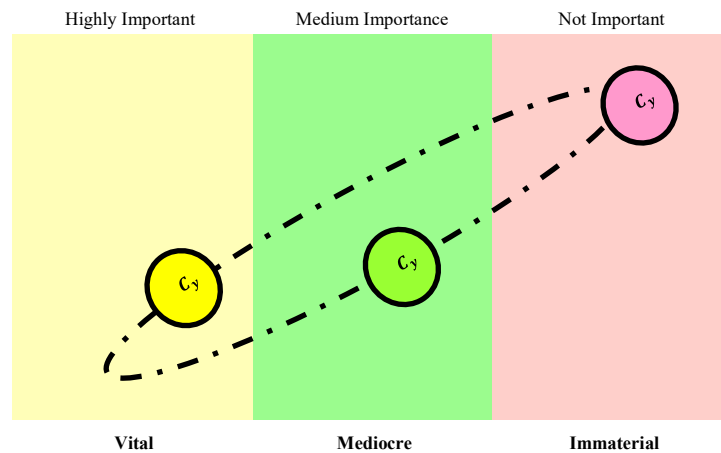 Highly Important
Medium Importance
Not Important
Cy
Cy
Cy
Vital
Mediocre
Immaterial